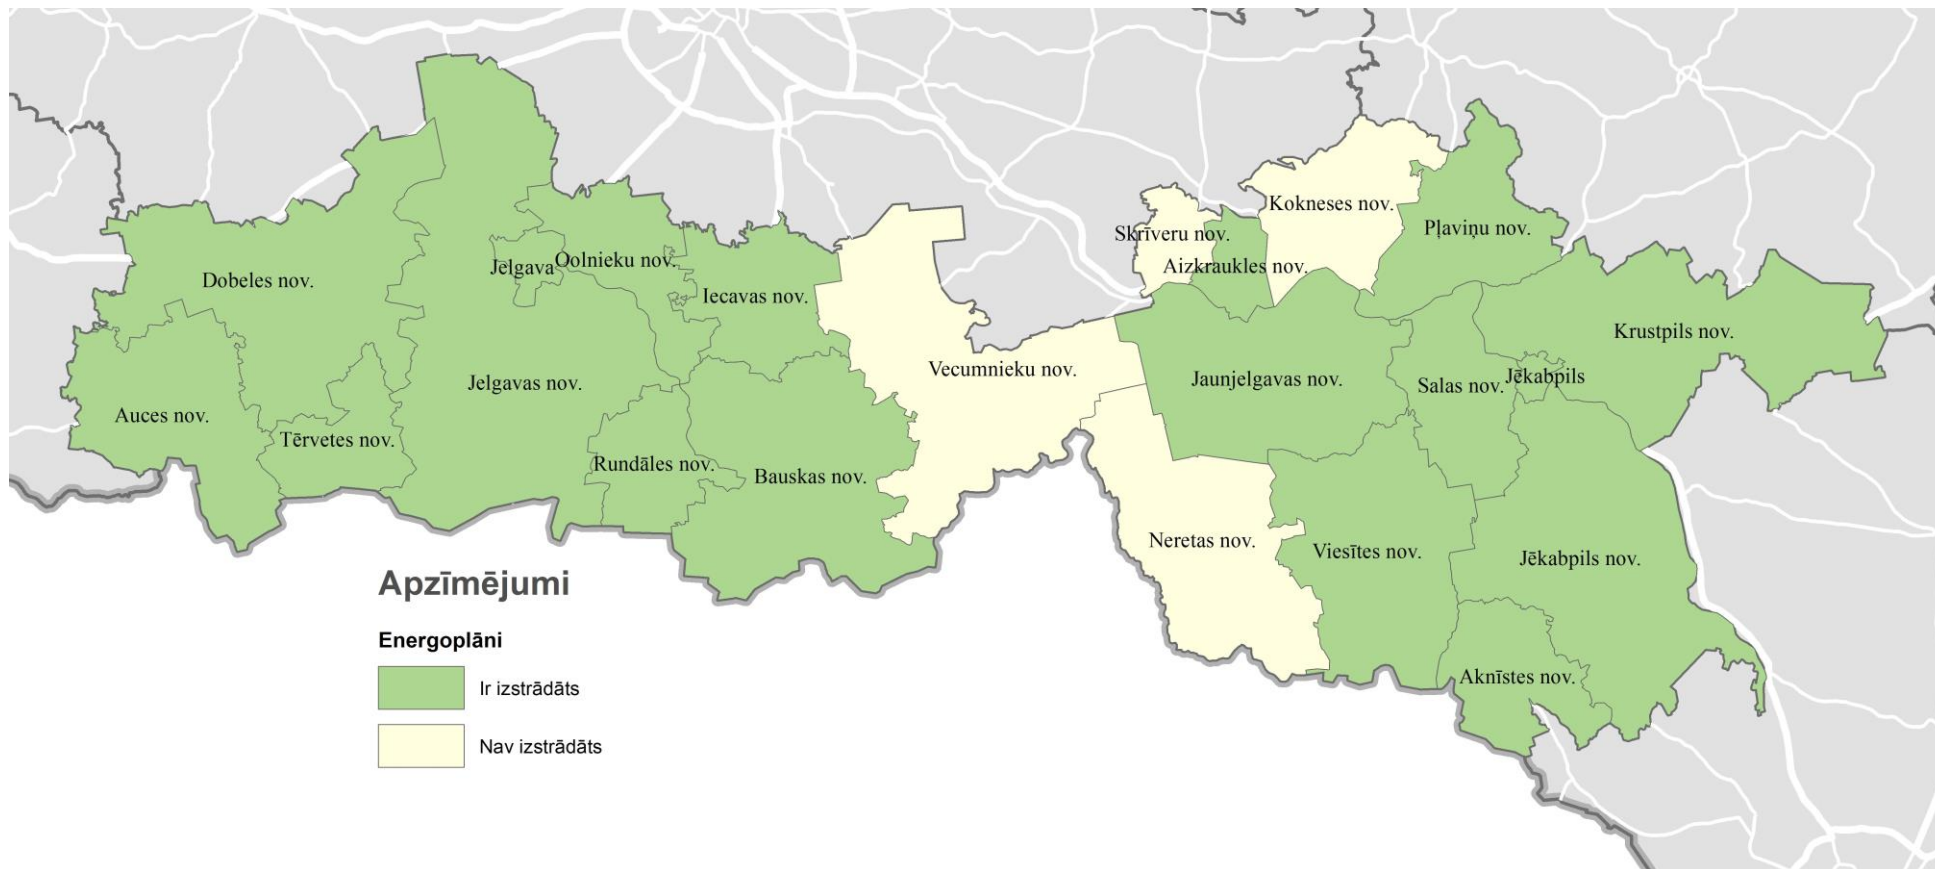 Kokneses nov.
Skrīveru nov.
Pļaviņu nov.
Oolnieku nov.
Jelgava
Aizkraukles nov.
Dobeles nov.
Iecavas nov.
Krustpils nov.
Vecumnieku nov.
Jelgavas nov.
Jaunjelgavas nov.
Salas nov.
Jēkabpils
Auces nov.
Tērvetes nov.
Rundāles nov.
Bauskas nov.
Neretas nov.
Viesītes nov.
Jēkabpils nov.
Aknīstes nov.
Apzīmējumi
Energoplāni
Ir izstrādāts
Nav izstrādāts